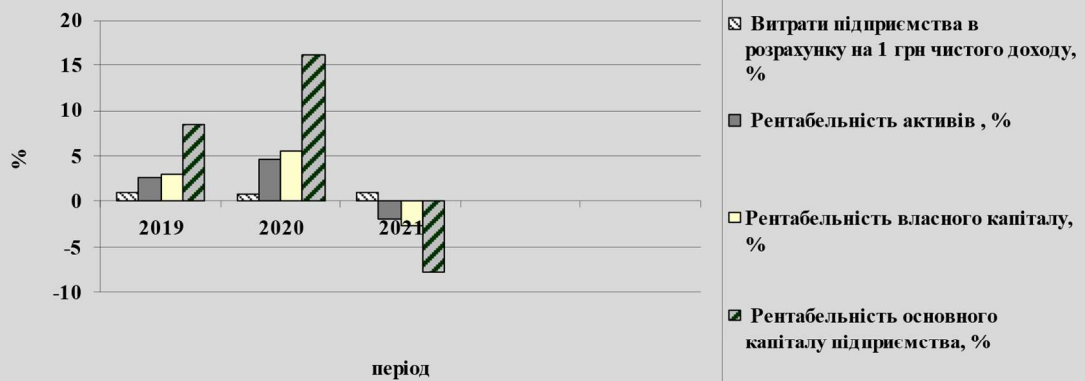 20
15
10
5
0
-5
-10
%
2019
2020
2021
період
Витрати підприємства в
розрахунку на 1 грн чистого доходу,
%
Рентабельність активів , %
Рентабельність власного капіталу,
%
Рентабельність основного
капіталу підприємства, %